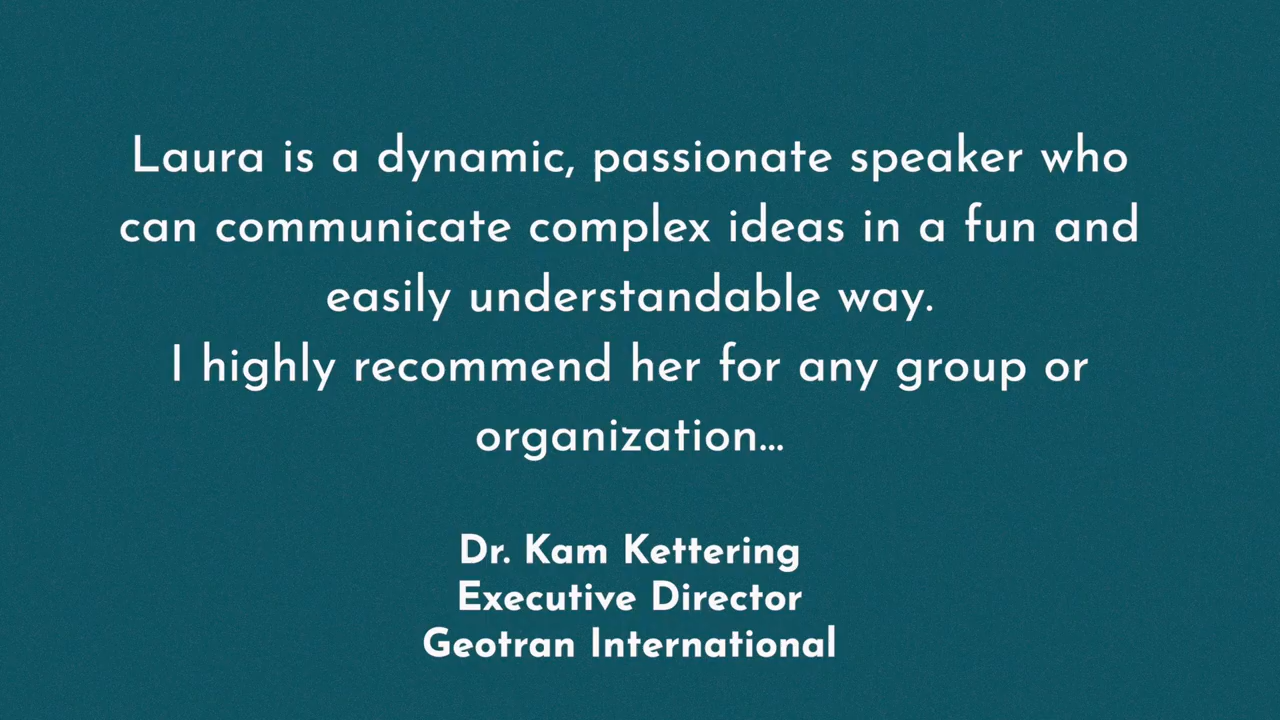 Laura is a dynamic, passionate speaker who
can communicate complex ideas in a fun and
easily understandable way.
I highly recommend her for any group or
organization...
Dr. Kam Kettering
Executive Director
Geotran International